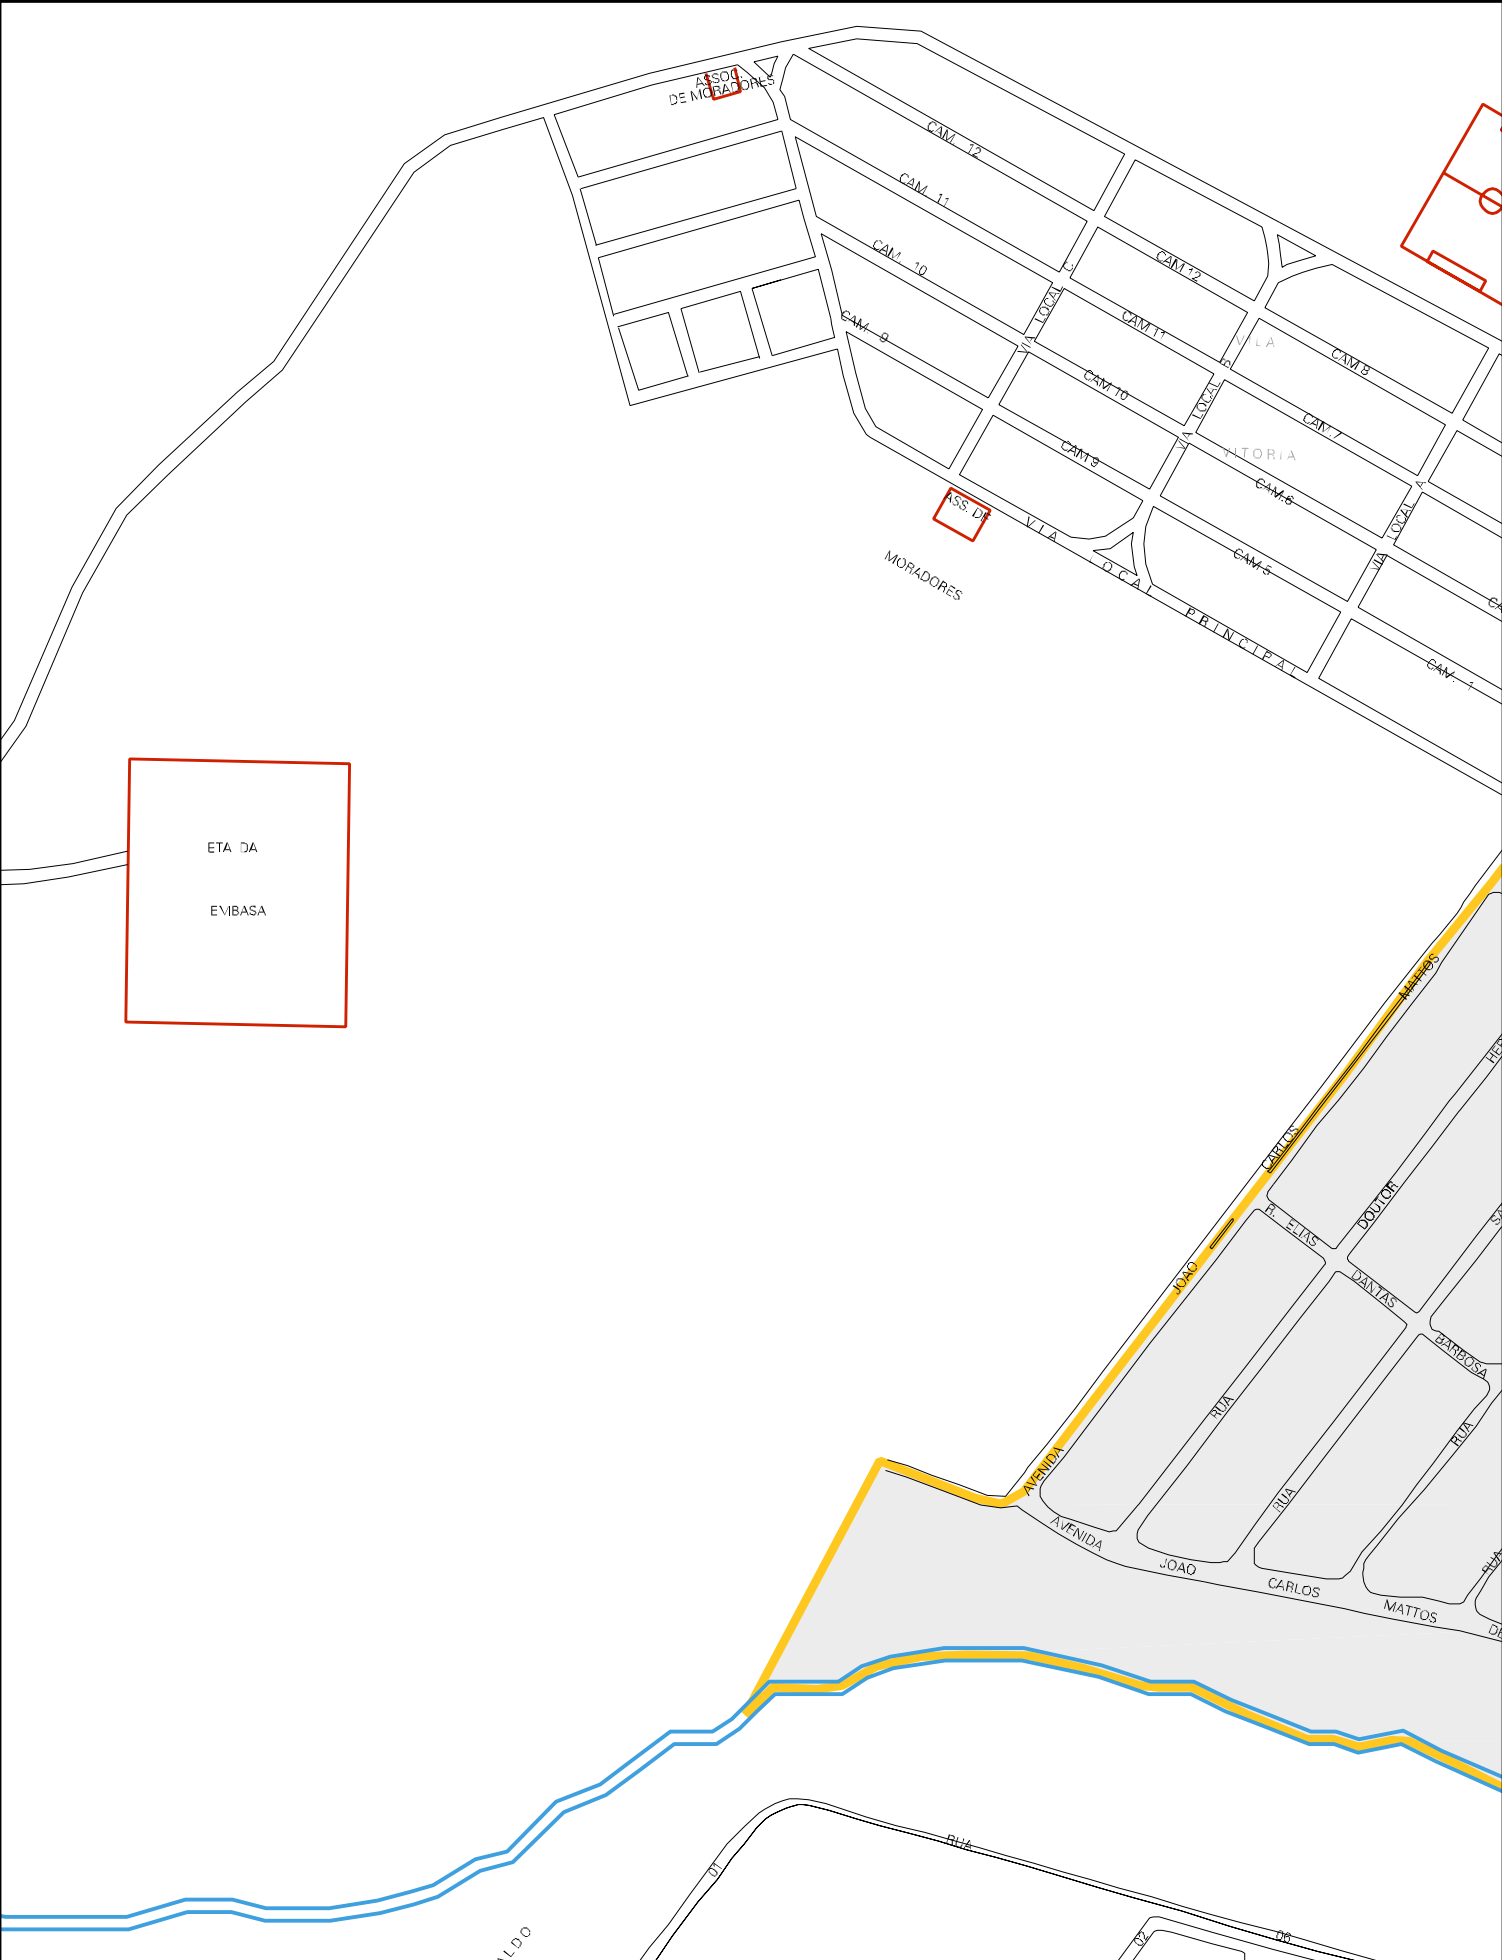 ASSOC.
DE MORADORES
CAM. 12
CAM. 11
CAM. 10
CAM. 9
VIA LOCAL C
CAM 12
CAM 11
CAM 10
CAM 9
VILA
VITORIA
VIA LOCAL B
CAM 8
CAM. 7
CAM.6
CAM 5
VIA LOCAL A
CAM. 1
ASS. DE
MORADORES
VIA LOCAL PRINCIPAL
ETA DA
EMBASA
AVENIDA JOAO CARLOS MATTOS
R. ELIAS DANTAS BARBOSA
DOUTOR
RUA
RUA
RUA
RUA
AVENIDA JOAO CARLOS MATTOS
RUA 06
01
02